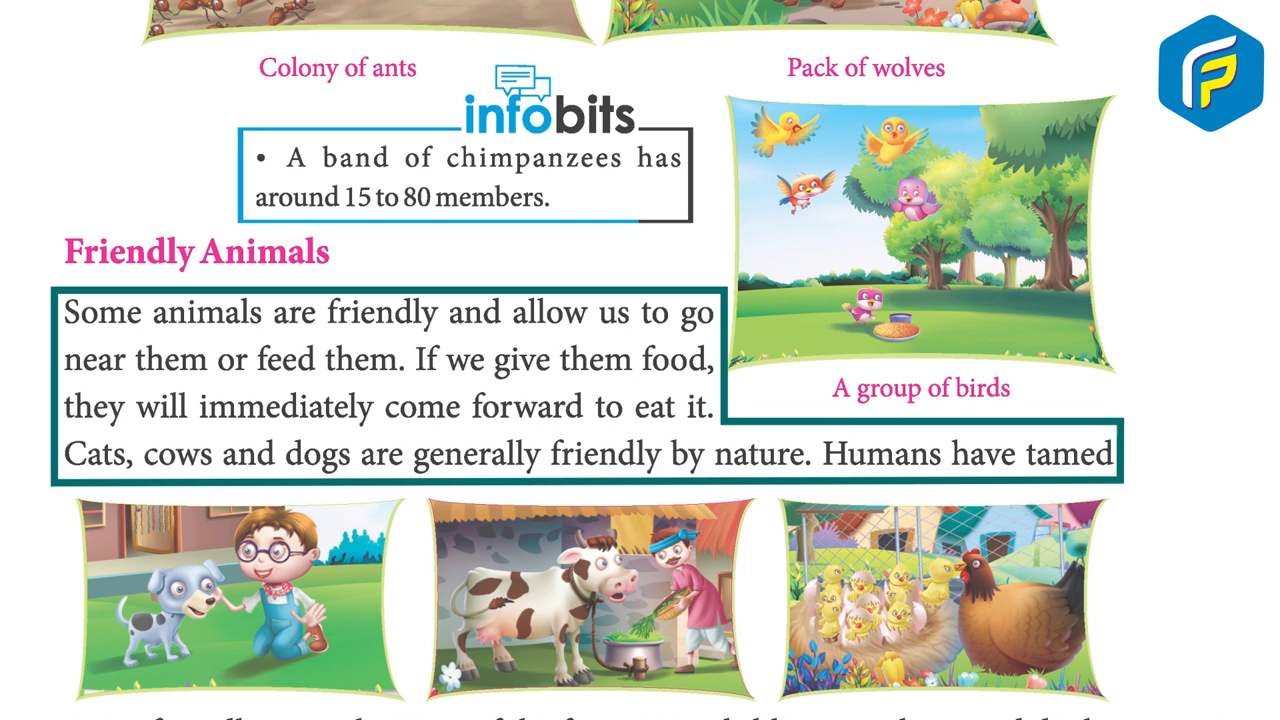 Colony of ants
Pack of wolves
infobits
• A band of chimpanzees has
around 15 to 80 members.
Friendly Animals
Some animals are friendly and allow us to go
near them or feed them. If we give them food,
they will immediately come forward to eat it.
A group of birds
Cats, cows and dogs are generally friendly by nature. Humans have tamed